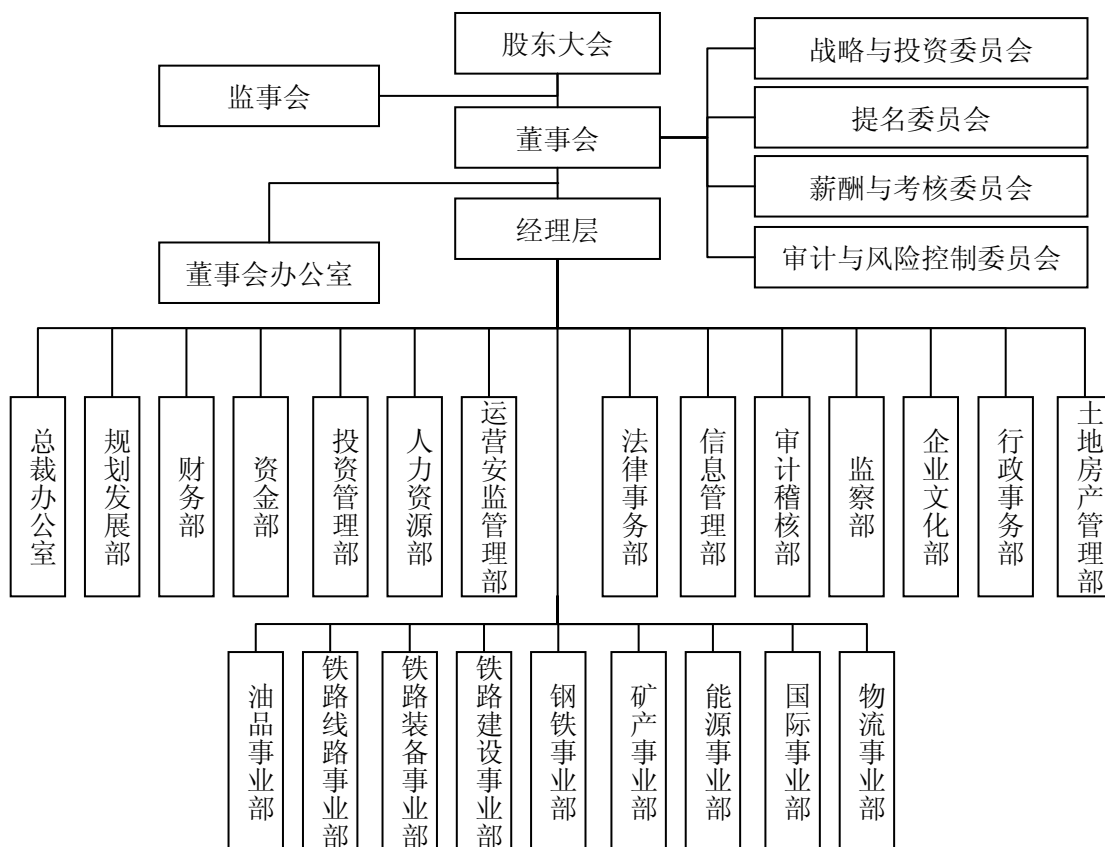 股东大会
战略与投资委员会
监事会
提名委员会
董事会
薪酬与考核委员会
经理层
董事会办公室
审计与风险控制委员会
总裁办公室
规划发展部
财务部
资金部
投资管理部
人力资源部
运营安监管理部
法律事务部
信息管理部
审计稽核部
监察部
企业文化部
行政事务部
土地房产管理部
油品事业部
铁路线路事业部
铁路装备事业部
铁路建设事业部
钢铁事业部
矿产事业部
能源事业部
国际事业部
物流事业部